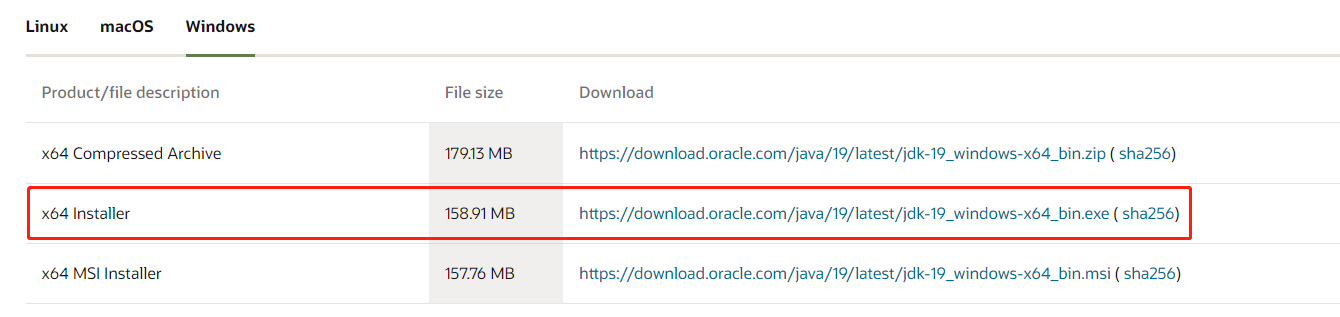 Linux macOS Windows
Product/file description File size Download
x64 Compressed Archive 179.13 MB https://download.oracle.com/java/19/latest/jdk-19_windows-x64_bin.zip ( sha256)
x64 Installer 158.91 MB https://download.oracle.com/java/19/latest/jdk-19_windows-x64_bin.exe ( sha256)
x64 MSI Installer 157.76 MB https://download.oracle.com/java/19/latest/jdk-19_windows-x64_bin.msi ( sha256)